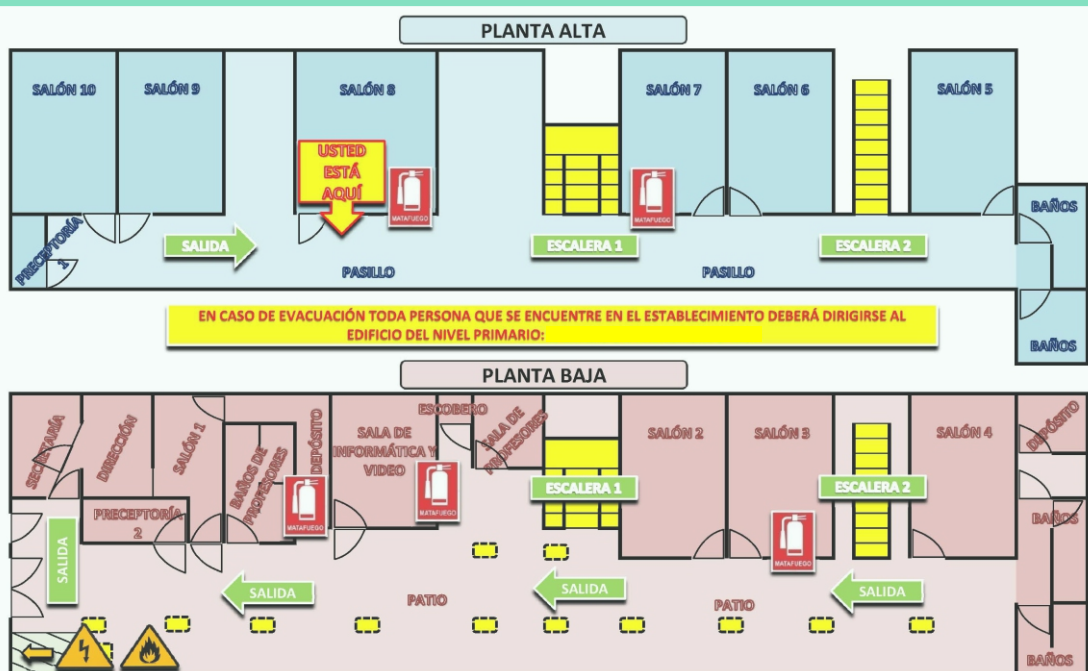 PLANTA ALTA
SALÓN 10
SALÓN 9
SALÓN 8
SALÓN 7
SALÓN 6
SALÓN 5
USTED
ESTÁ
AQUÍ
MATAFUEGO
MATAFUEGO
BAÑOS
PRECEPTORÍA
1
SALIDA
ESCALERA 1
ESCALERA 2
PASILLO
PASILLO
BAÑOS
EN CASO DE EVACUACIÓN TODA PERSONA QUE SE ENCUENTRE EN EL ESTABLECIMIENTO DEBERÁ DIRIGIRSE AL
EDIFICIO DEL NIVEL PRIMARIO:
PLANTA BAJA
SECRETARÍA
DIRECCIÓN
SALÓN 1
BAÑOS DE
PROFESORES
DEPÓSITO
SALA DE
INFORMÁTICA Y
VIDEO
ESCOBERO
SALA DE
PROFESORES
SALÓN 2
SALÓN 3
SALÓN 4
DEPÓSITO
ESCALERA 1
ESCALERA 2
PRECEPTORÍA
2
MATAFUEGO
MATAFUEGO
MATAFUEGO
BAÑOS
SALIDA
SALIDA
SALIDA
SALIDA
PATIO
PATIO
BAÑOS